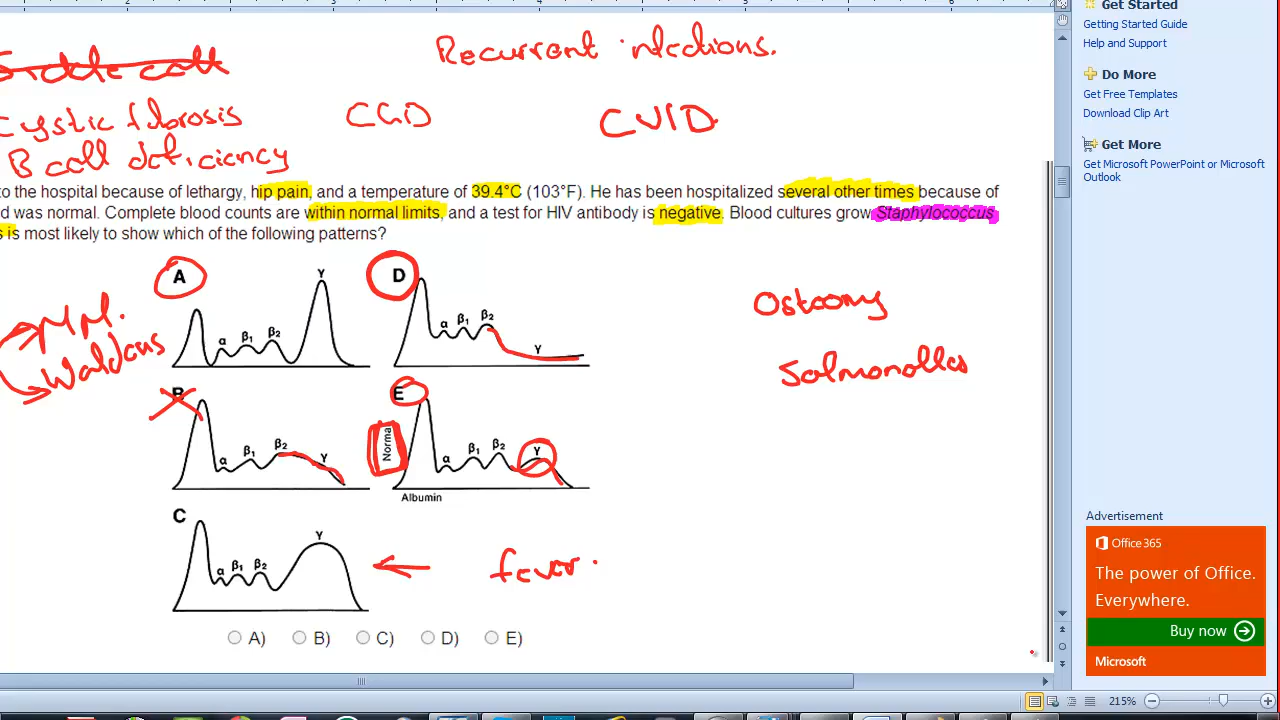 Get Started
Getting Started Guide
Help and Support
Do More
Get Free Templates
Download Clip Art
Get More
Get Microsoft PowerPoint or Microsoft
Outlook
Recurrent infections.
Cystic fibrosis
CGD
CVID
B cell deficiency
to the hospital because of lethargy, hip pain, and a temperature of 39.4°C (103°F). He has been hospitalized several other times because of
d was normal. Complete blood counts are within normal limits, and a test for HIV antibody is negative. Blood cultures grow Staphylococcus
s is most likely to show which of the following patterns?
A
γ
α
β1
β2
D
α
β1
β2
γ
M.M.
Osteomy
Salmonolles
B
α
β1
β2
γ
E
Normal
α
β1
β2
γ
Albumin
C
α
β1
β2
γ
fever.
A)
B)
C)
D)
E)
Advertisement
Office 365
The power of Office.
Everywhere.
Buy now
Microsoft
215%